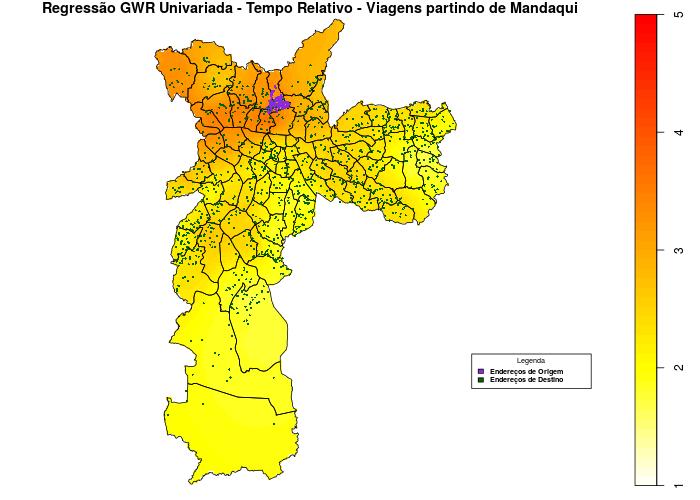 Regressão GWR Univariada - Tempo Relativo - Viagens partindo de Mandaqui
5
4
3
2
1
Legenda
Endereços de Origem
Endereços de Destino